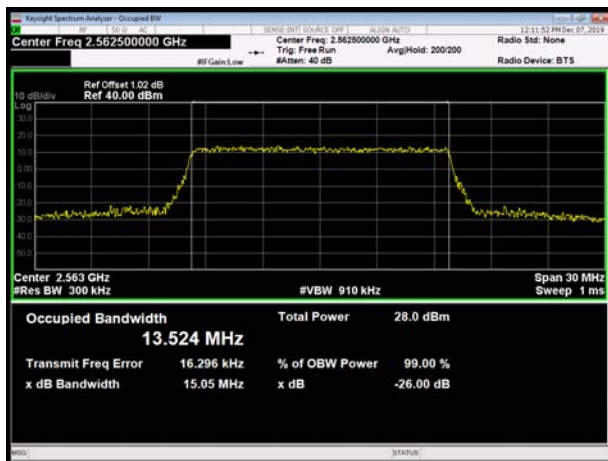 Keysight Spectrum Analyzer - Occupied BW
RF 50 Ω AC SENSE:INT SOURCE OFF ALIGN AUTO 12:11:52 PM Dec 07, 2019
Center Freq 2.562500000 GHz Center Freq: 2.562500000 GHz Radio Std: None
Trig: Free Run Avg|Hold: 200/200
#IFGain:Low #Atten: 40 dB Radio Device: BTS
Ref Offset 1.02 dB
10 dB/div Ref 40.00 dBm
Log
30.0
20.0
10.0
0.00
-10.0
-20.0
-30.0
-40.0
-50.0
Center 2.563 GHz Span 30 MHz
#Res BW 300 kHz #VBW 910 kHz Sweep 1 ms
Occupied Bandwidth Total Power 28.0 dBm
13.524 MHz
Transmit Freq Error 16.296 kHz % of OBW Power 99.00 %
x dB Bandwidth 15.05 MHz x dB -26.00 dB
MSG STATUS